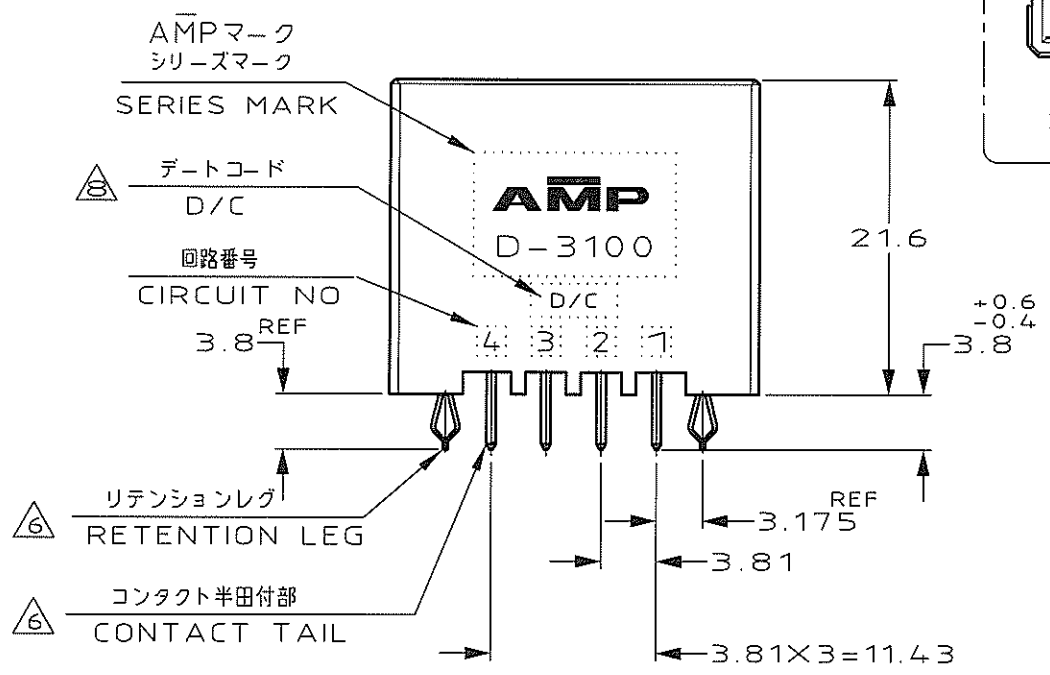 AMPマーク
シリーズマーク
SERIES MARK
デートコード
8
D/C
回路番号
CIRCUIT NO
3.8 REF
AMP
D-3100
D/C
4 3 2 1
21.6
+0.6
-0.4
3.8
リテンションレグ
6
RETENTION LEG
コンタクト半田付部
6
CONTACT TAIL
3.175 REF
3.81
3.81X3=11.43